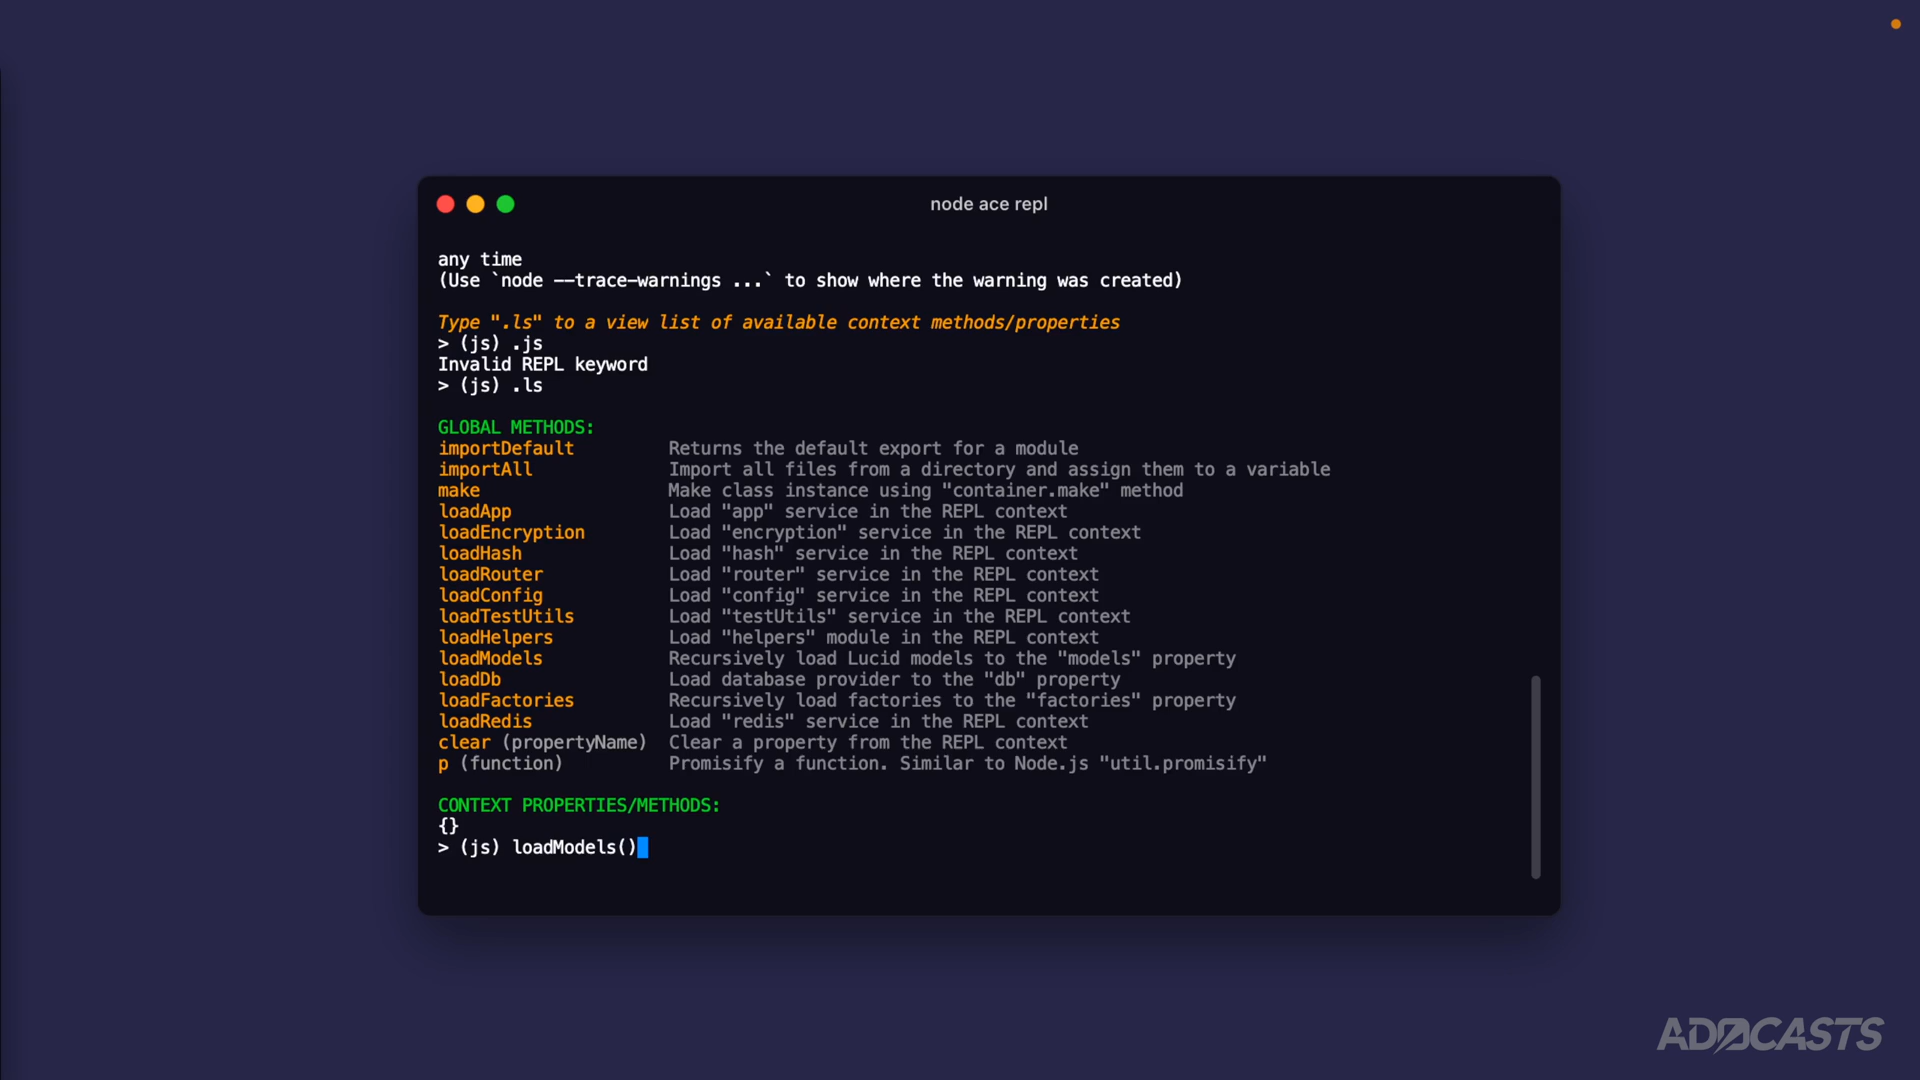 node ace repl
any time
(Use `node --trace-warnings ...` to show where the warning was created)
Type ".ls" to a view list of available context methods/properties
> (js) .js
Invalid REPL keyword
> (js) .ls
GLOBAL METHODS:
importDefault Returns the default export for a module
importAll Import all files from a directory and assign them to a variable
make Make class instance using "container.make" method
loadApp Load "app" service in the REPL context
loadEncryption Load "encryption" service in the REPL context
loadHash Load "hash" service in the REPL context
loadRouter Load "router" service in the REPL context
loadConfig Load "config" service in the REPL context
loadTestUtils Load "testUtils" service in the REPL context
loadHelpers Load "helpers" module in the REPL context
loadModels Recursively load Lucid models to the "models" property
loadDb Load database provider to the "db" property
loadFactories Recursively load factories to the "factories" property
loadRedis Load "redis" service in the REPL context
clear (propertyName) Clear a property from the REPL context
p (function) Promisify a function. Similar to Node.js "util.promisify"
CONTEXT PROPERTIES/METHODS:
{}
> (js) loadModels()
ADOCASTS